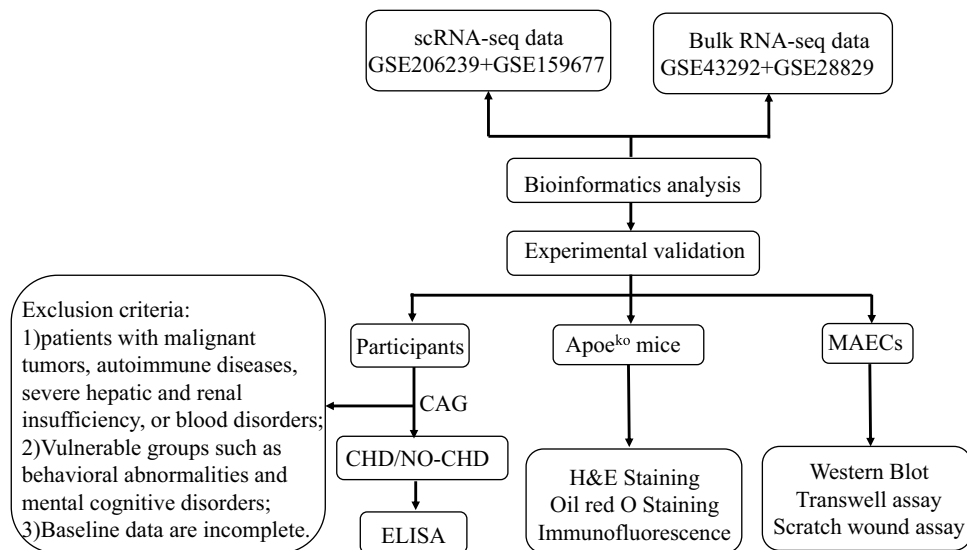 scRNA-seq data
GSE206239+GSE159677
Bulk RNA-seq data
GSE43292+GSE28829
Bioinformatics analysis
Experimental validation
Exclusion criteria:
1)patients with malignant
tumors, autoimmune diseases,
severe hepatic and renal
insufficiency, or blood disorders;
2)Vulnerable groups such as
behavioral abnormalities and
mental cognitive disorders;
3)Baseline data are incomplete.
Participants
CAG
CHD/NO-CHD
ELISA
Apoeᵏᵒ mice
H&E Staining
Oil red O Staining
Immunofluorescence
MAECs
Western Blot
Transwell assay
Scratch wound assay